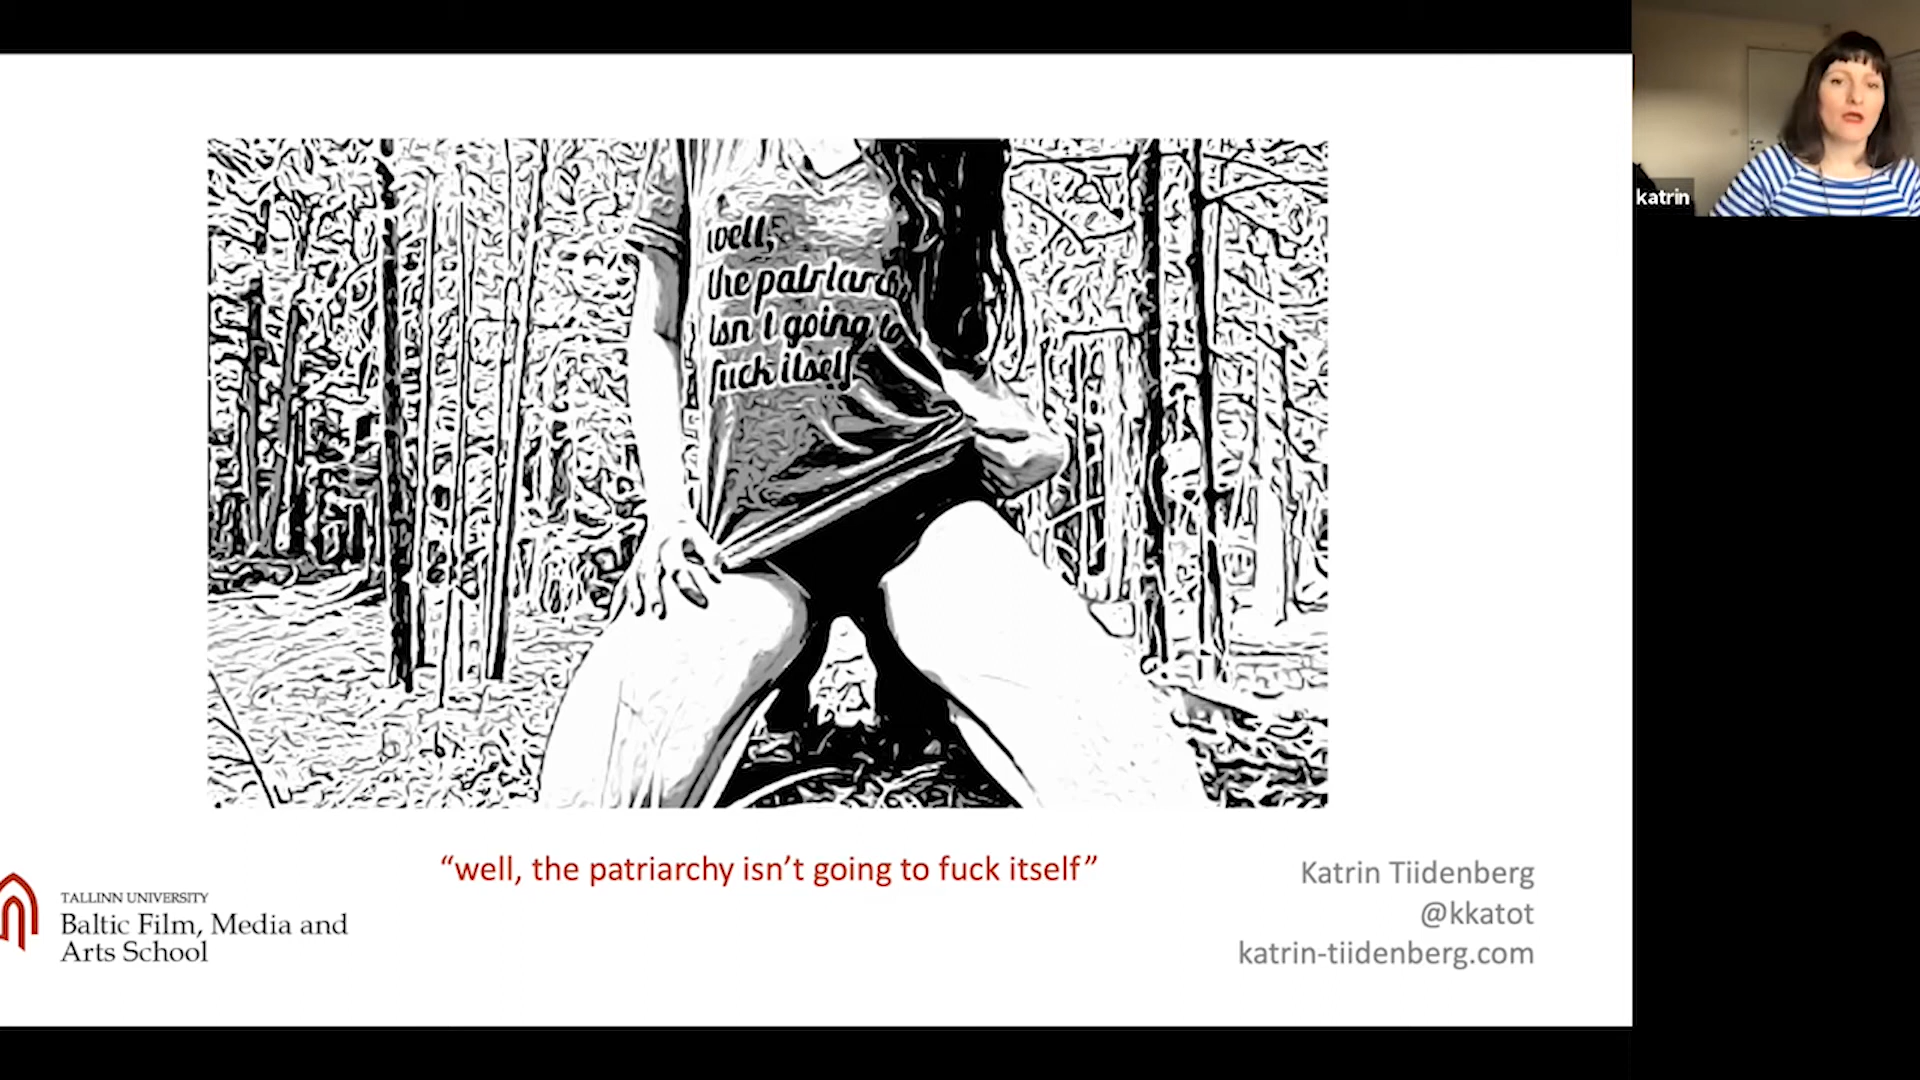 well,
the patriarch
isn't going to
fuck itself
"well, the patriarchy isn't going to fuck itself"
TALLINN UNIVERSITY
Baltic Film, Media and
Arts School
Katrin Tiidenberg
@kkatot
katrin-tiidenberg.com
katrin